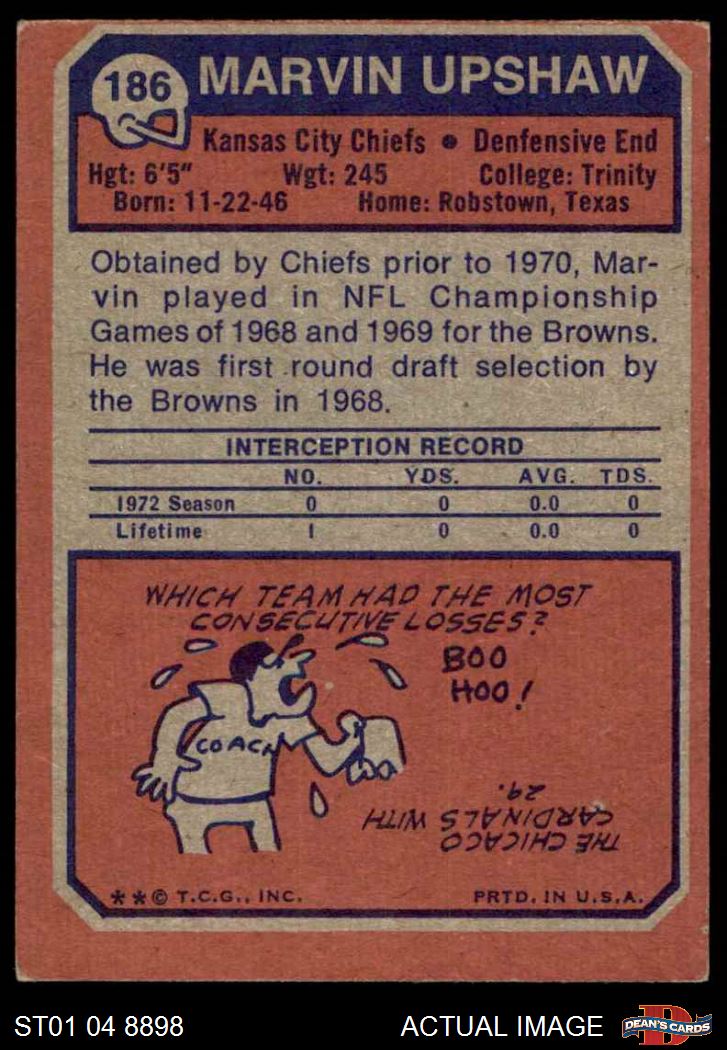 186
MARVIN UPSHAW
Kansas City Chiefs • Denfensive End
Hgt: 6'5" Wgt: 245 College: Trinity
Born: 11-22-46 Home: Robstown, Texas
Obtained by Chiefs prior to 1970, Mar-
vin played in NFL Championship
Games of 1968 and 1969 for the Browns.
He was first round draft selection by
the Browns in 1968.
INTERCEPTION RECORD
NO. YDS. AVG. TDS.
1972 Season 0 0 0.0 0
Lifetime 1 0 0.0 0
WHICH TEAM HAD THE MOST
CONSECUTIVE LOSSES?
BOO
HOO!
COACH
THE CHICAGO
CARDINALS WITH
29.
**© T.C.G., INC. PRTD. IN U.S.A.
ST01 04 8898 ACTUAL IMAGE
D
DEAN'S CARDS